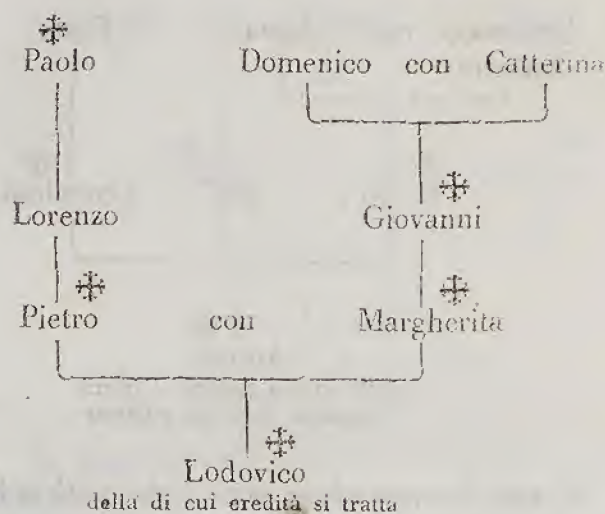 Paolo Domenico con Catterina
Lorenzo Giovanni
Pietro con Margherita
Lodovico
della di cui eredità si tratta